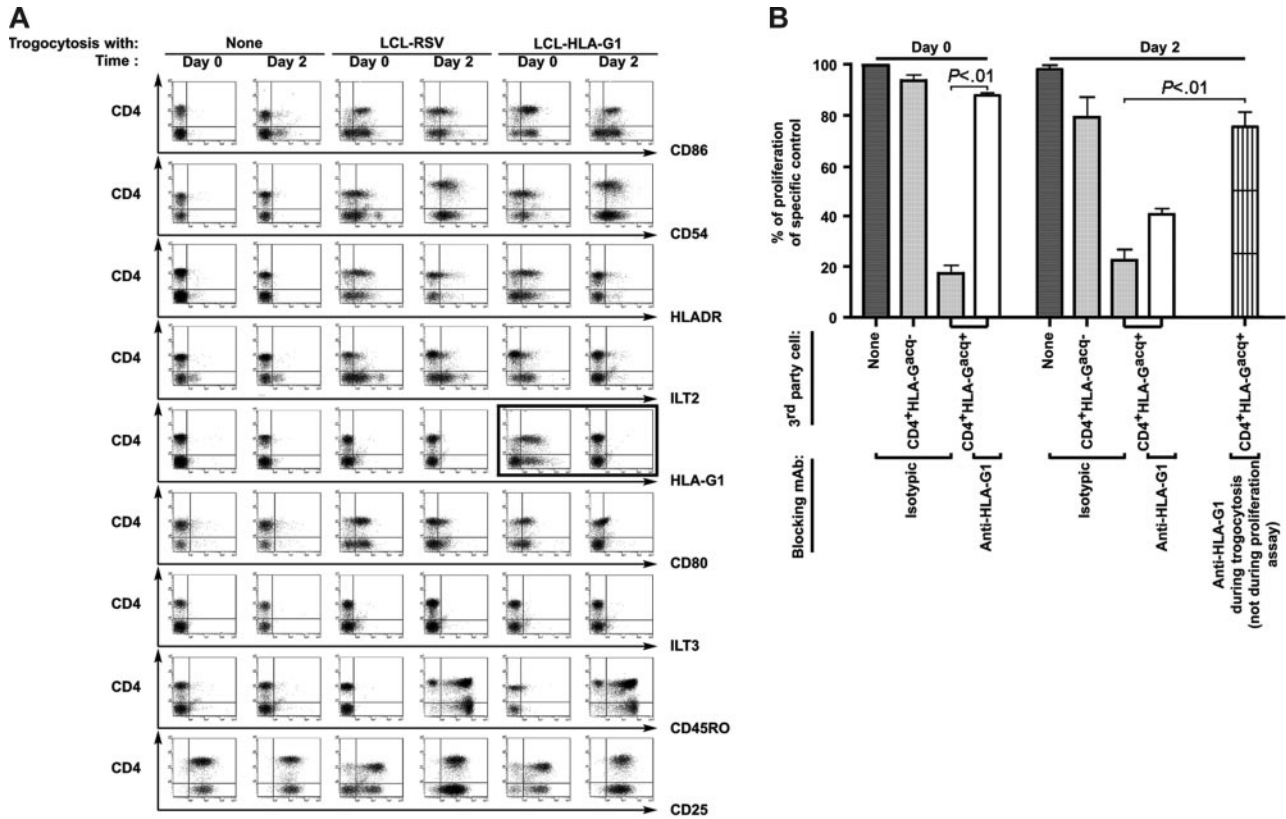 A
Trogocytosis with: None LCL-RSV LCL-HLA-G1
Time : Day 0 Day 2 Day 0 Day 2 Day 0 Day 2
CD4
CD86
CD4
CD54
CD4
HLADR
CD4
ILT2
CD4
HLA-G1
CD4
CD80
CD4
ILT3
CD4
CD45RO
CD4
CD25
B
Day 0 Day 2
P<.01
P<.01
% of proliferation
of specific control
100
80
60
40
20
0
3rd party cell:
None
CD4+HLA-Gacq-
CD4+HLA-Gacq+
None
CD4+HLA-Gacq-
CD4+HLA-Gacq+
CD4+HLA-Gacq+
Blocking mAb:
Isotypic
Anti-HLA-G1
Isotypic
Anti-HLA-G1
Anti-HLA-G1
during trogocytosis
(not during proliferation
assay)